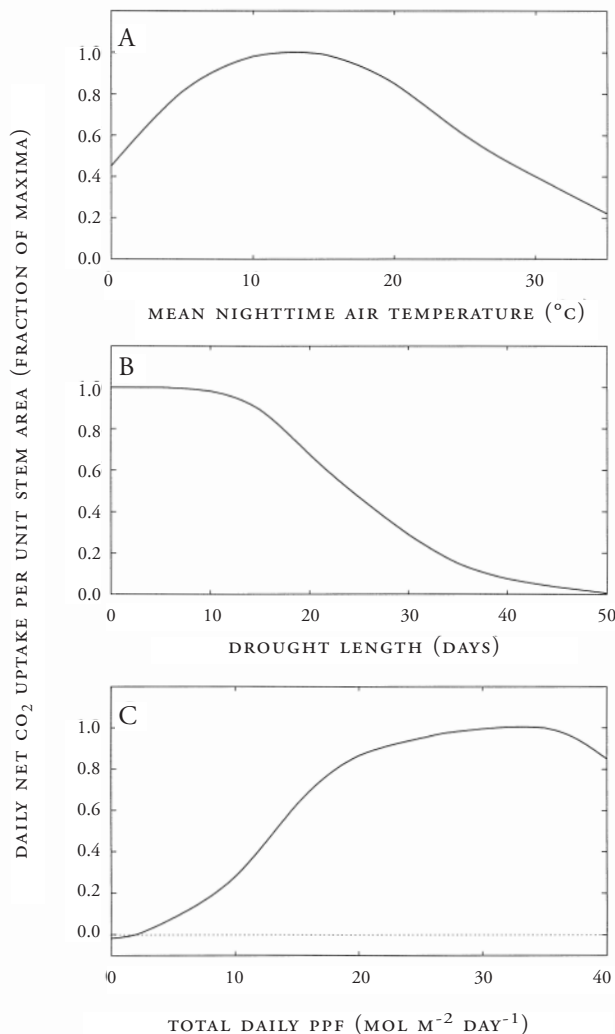 DAILY NET CO₂ UPTAKE PER UNIT STEM AREA (FRACTION OF MAXIMA)
A
1.0
0.8
0.6
0.4
0.2
0.0
0 10 20 30
MEAN NIGHTTIME AIR TEMPERATURE (°C)
B
1.0
0.8
0.6
0.4
0.2
0.0
0 10 20 30 40 50
DROUGHT LENGTH (DAYS)
C
1.0
0.8
0.6
0.4
0.2
0.0
0 10 20 30 40
TOTAL DAILY PPF (MOL M⁻² DAY⁻¹)